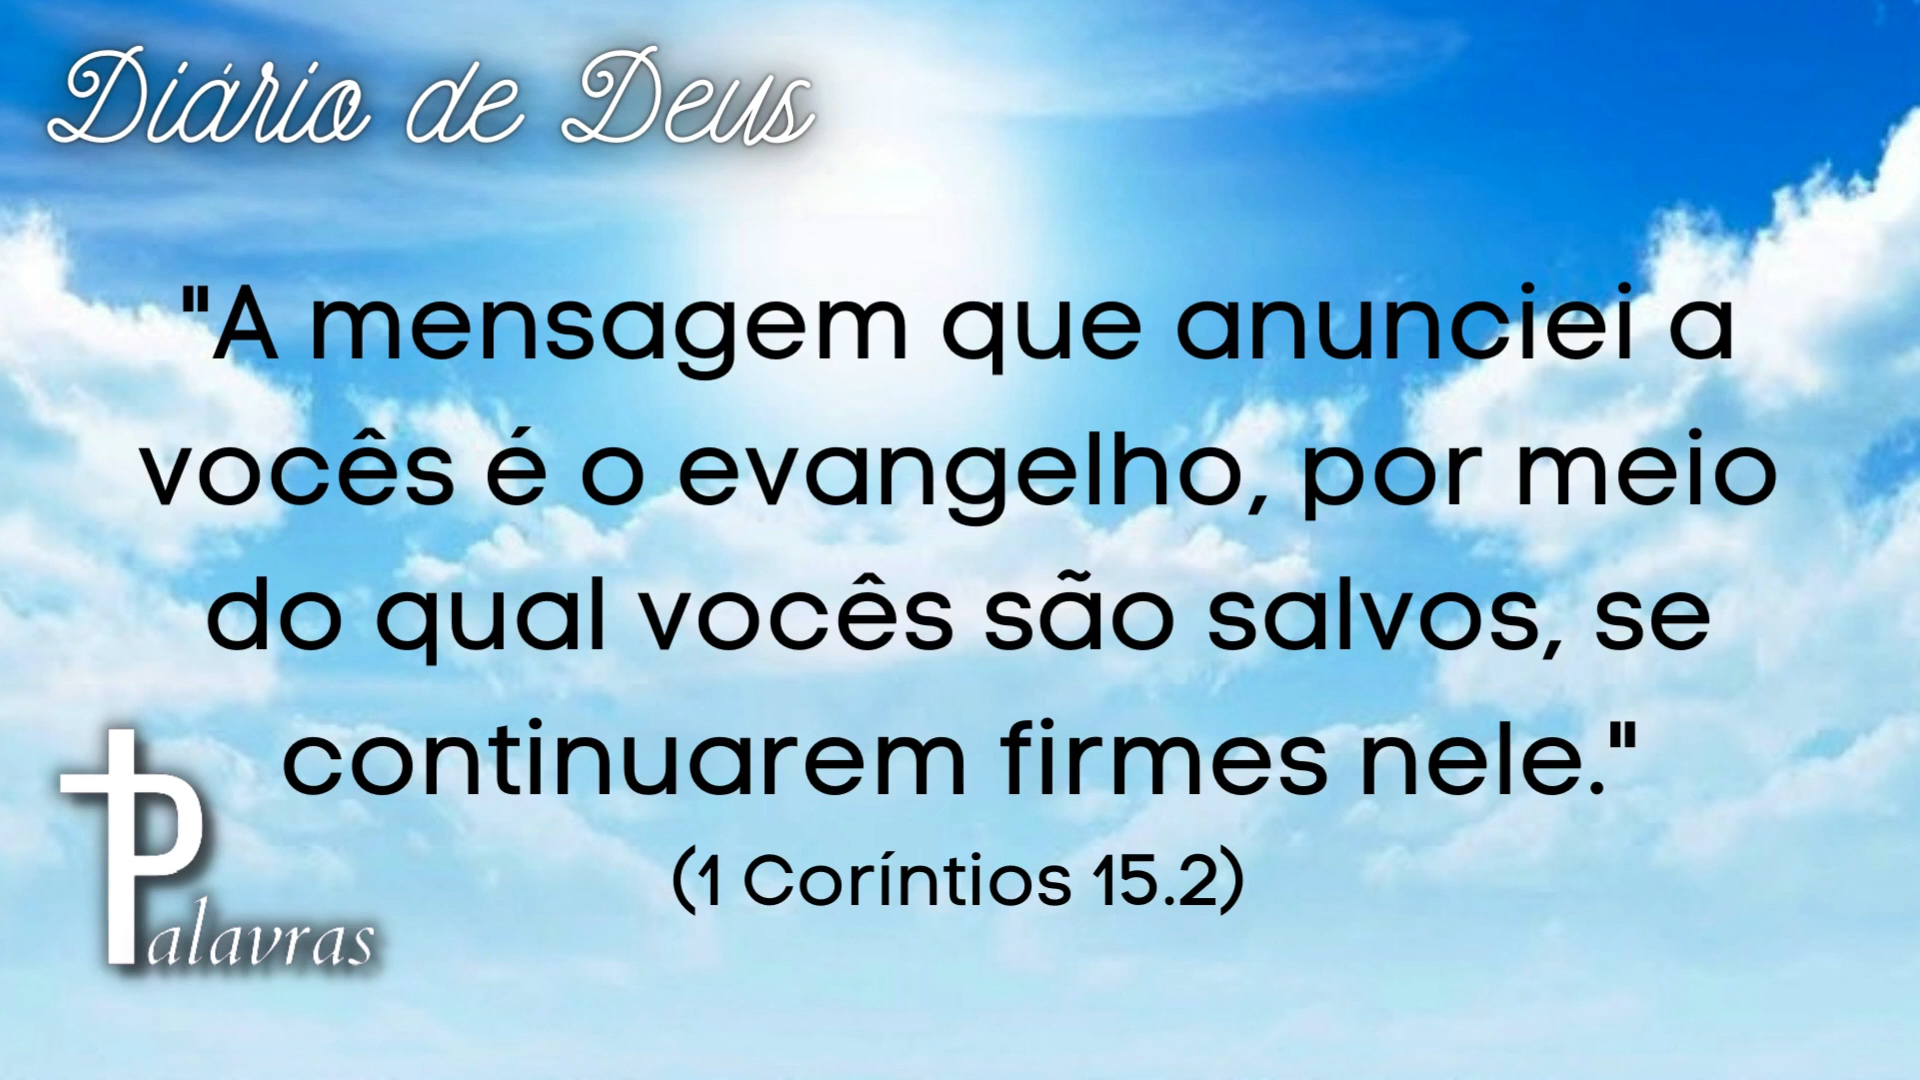 Diário de Deus
"A mensagem que anunciei a
vocês é o evangelho, por meio
do qual vocês são salvos, se
continuarem firmes nele."
(1 Coríntios 15.2)
Palavras